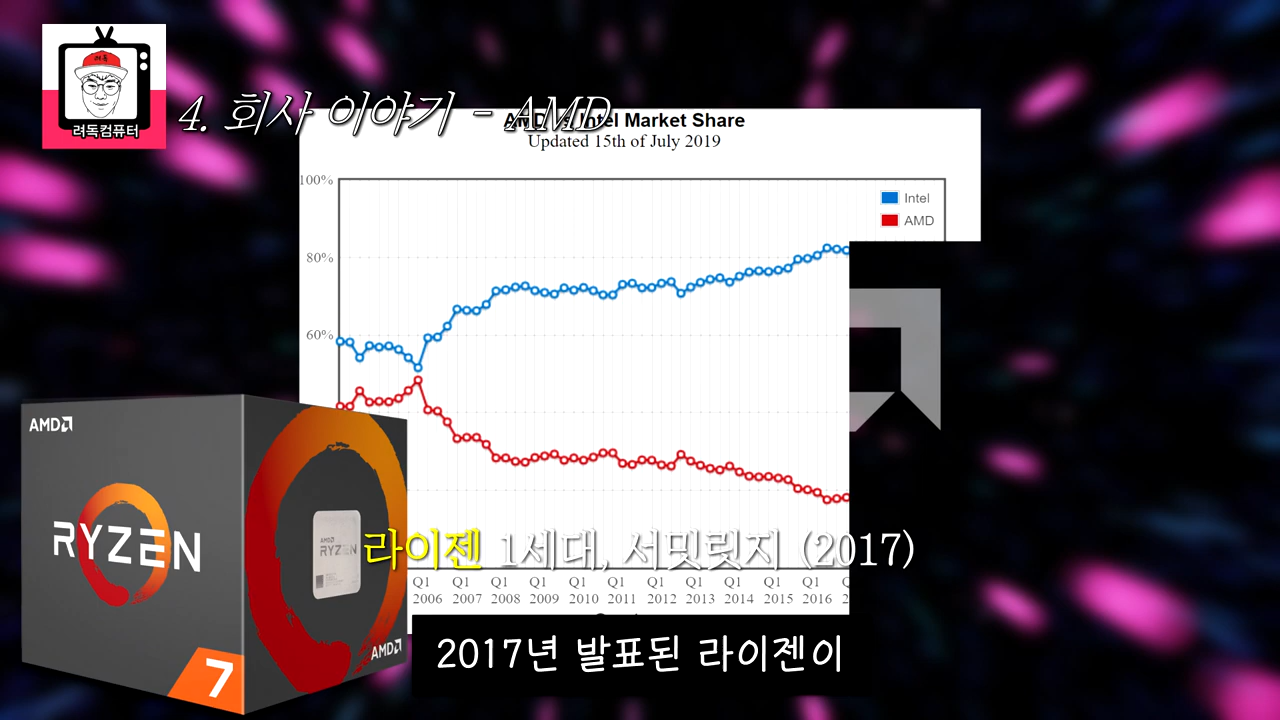 려독
려독컴퓨터
4. 회사 이야기 - AMD
AMD vs Intel Market Share
Updated 15th of July 2019
100%
80%
60%
Intel
AMD
AMD
RYZEN
7
AMD
RYZEN
AMD
라이젠 1세대, 서밋릿지 (2017)
Q1 Q1 Q1 Q1 Q1 Q1 Q1 Q1 Q1 Q1 Q1
2006 2007 2008 2009 2010 2011 2012 2013 2014 2015 2016
2017년 발표된 라이젠이